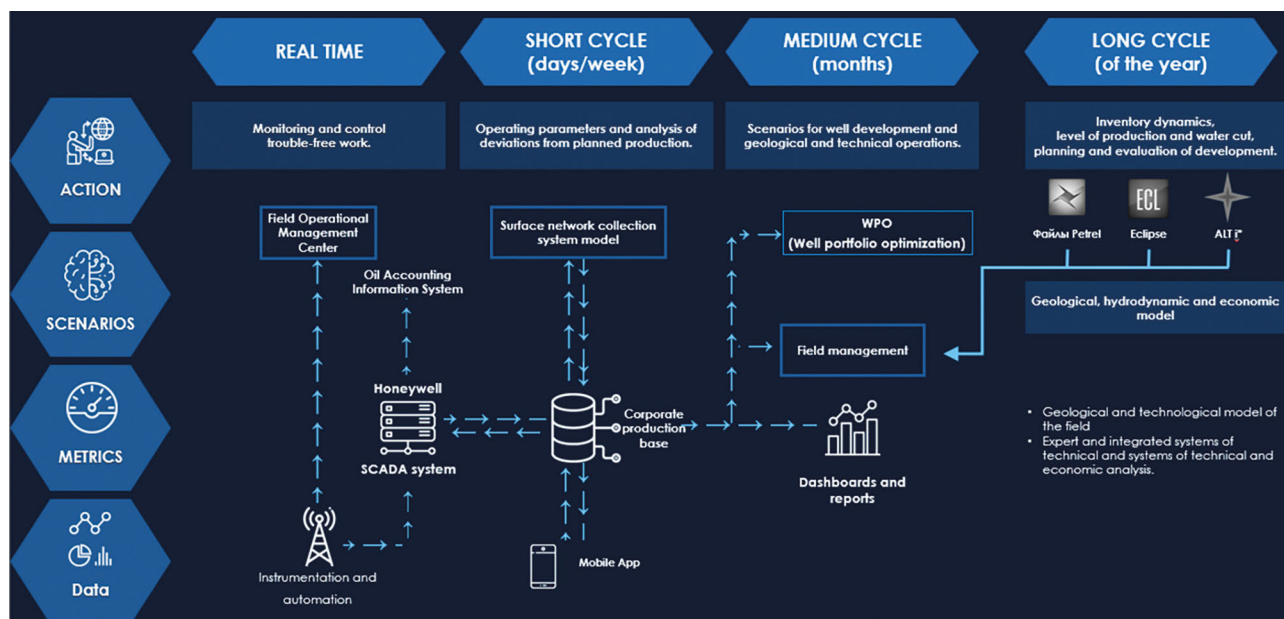 REAL TIME
SHORT CYCLE
(days/week)
MEDIUM CYCLE
(months)
LONG CYCLE
(of the year)
ACTION
Monitoring and control
trouble-free work.
Operating parameters and analysis of
deviations from planned production.
Scenarios for well development and
geological and technical operations.
Inventory dynamics,
level of production and water cut,
planning and evaluation of development.
ECL
Файлы Petrel
Eclipse
ALT
SCENARIOS
Field Operational
Management
Center
Oil Accounting
Information System
Surface network collection
system model
WPO
(Well portfolio optimization)
Geological, hydrodynamic and economic
model
Field management
METRICS
Honeywell
SCADA system
Corporate
production
base
Dashboards and
reports
• Geological and technological model of
the field
• Expert and integrated systems of
technical and systems of technical and
economic analysis.
Data
Instrumentation and
automation
Mobile App